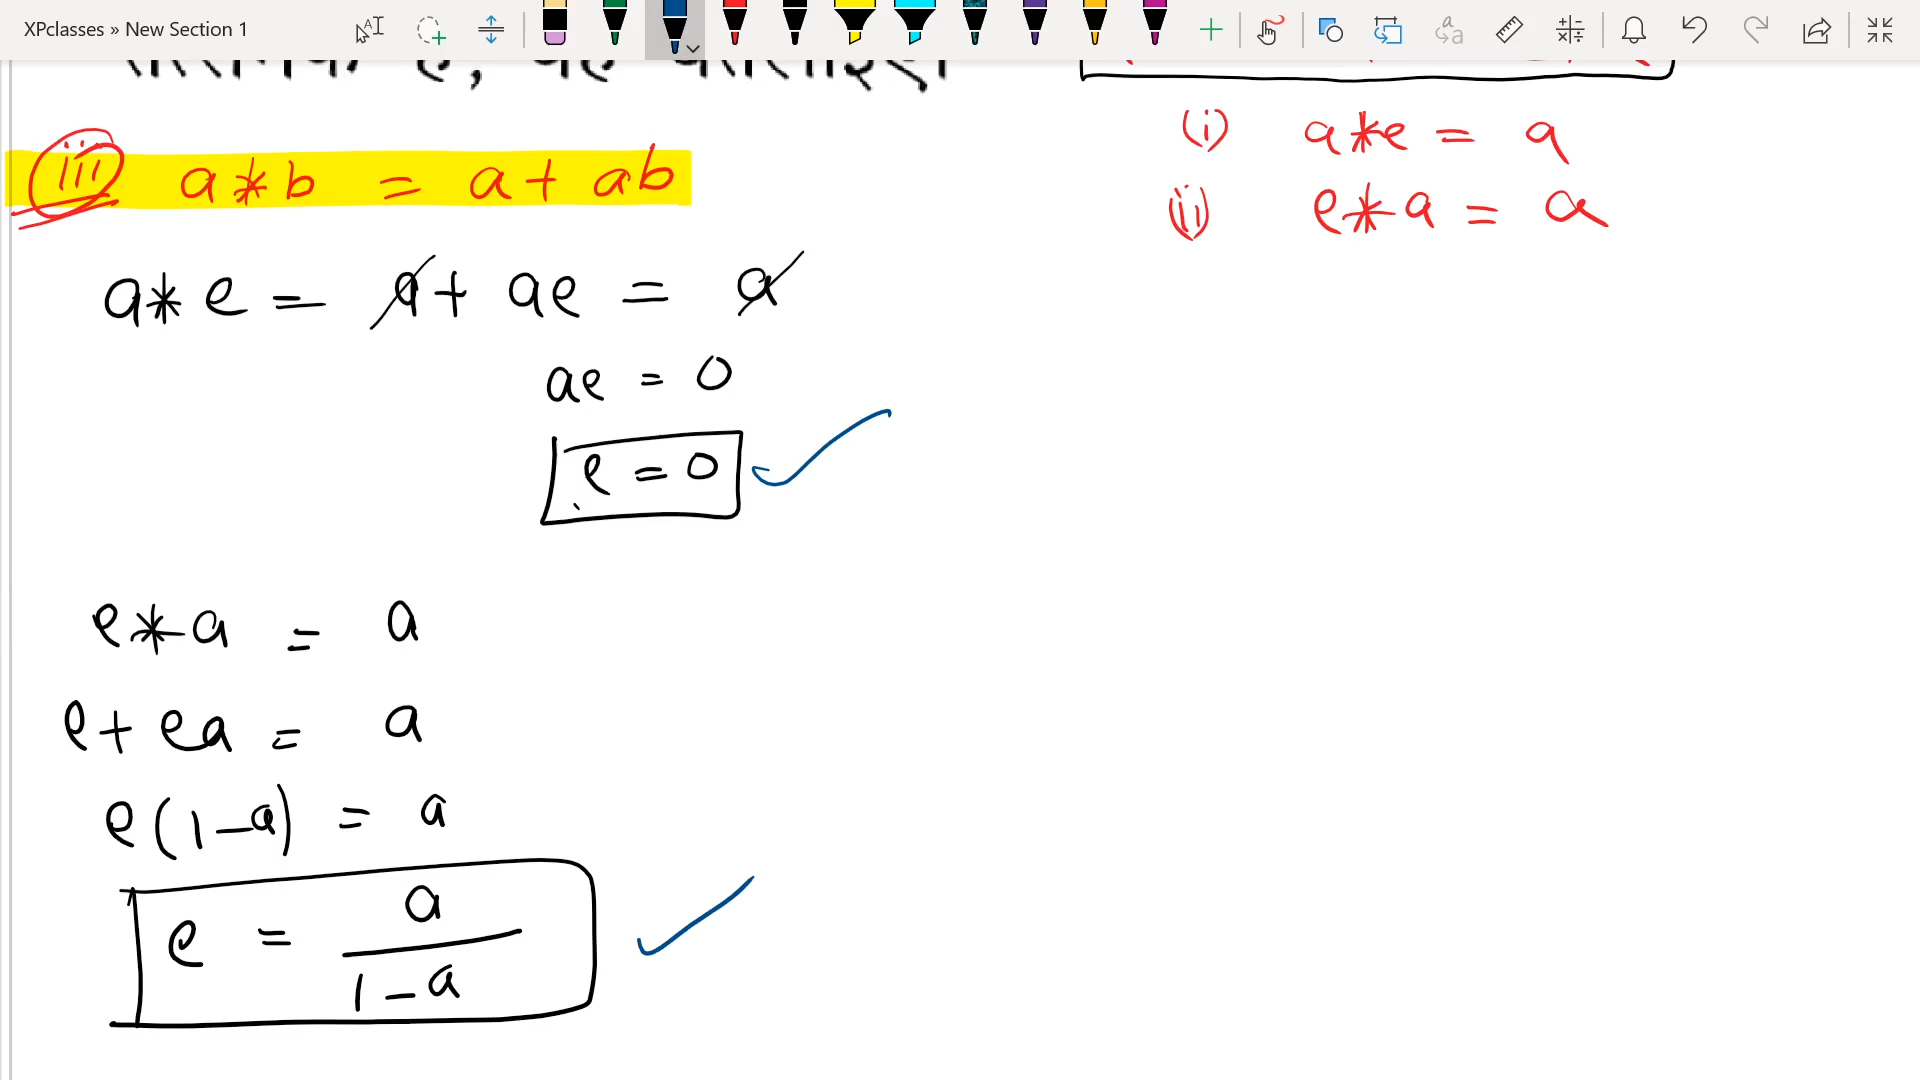 XPclasses » New Section 1
(i) a*e = a
(iii) a*b = a + ab
(ii) e*a = a
a*e = a + ae = a
ae = 0
e = 0
e*a = a
e + ea = a
e(1-a) = a
e = a
1-a